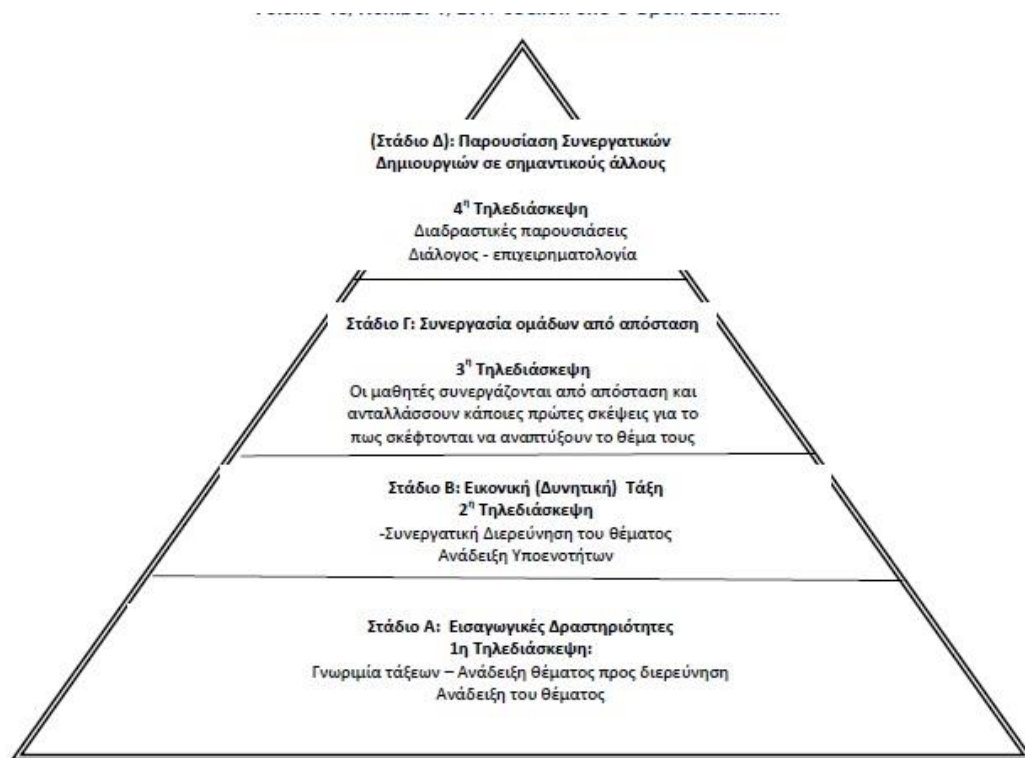 (Στάδιο Δ): Παρουσίαση Συνεργατικών
Δημιουργιών σε σημαντικούς άλλους
4η Τηλεδιάσκεψη
Διαδραστικές παρουσιάσεις
Διάλογος - επιχειρηματολογία
Στάδιο Γ: Συνεργασία ομάδων από απόσταση
3η Τηλεδιάσκεψη
Οι μαθητές συνεργάζονται από απόσταση και
ανταλλάσσουν κάποιες πρώτες σκέψεις για το
πως σκέφτονται να αναπτύξουν το θέμα τους
Στάδιο Β: Εικονική (Δυνητική) Τάξη
2η Τηλεδιάσκεψη
-Συνεργατική Διερεύνηση του θέματος
Ανάδειξη Υποενοτήτων
Στάδιο Α: Εισαγωγικές Δραστηριότητες
1η Τηλεδιάσκεψη:
Γνωριμία τάξεων – Ανάδειξη θέματος προς διερεύνηση
Ανάδειξη του θέματος